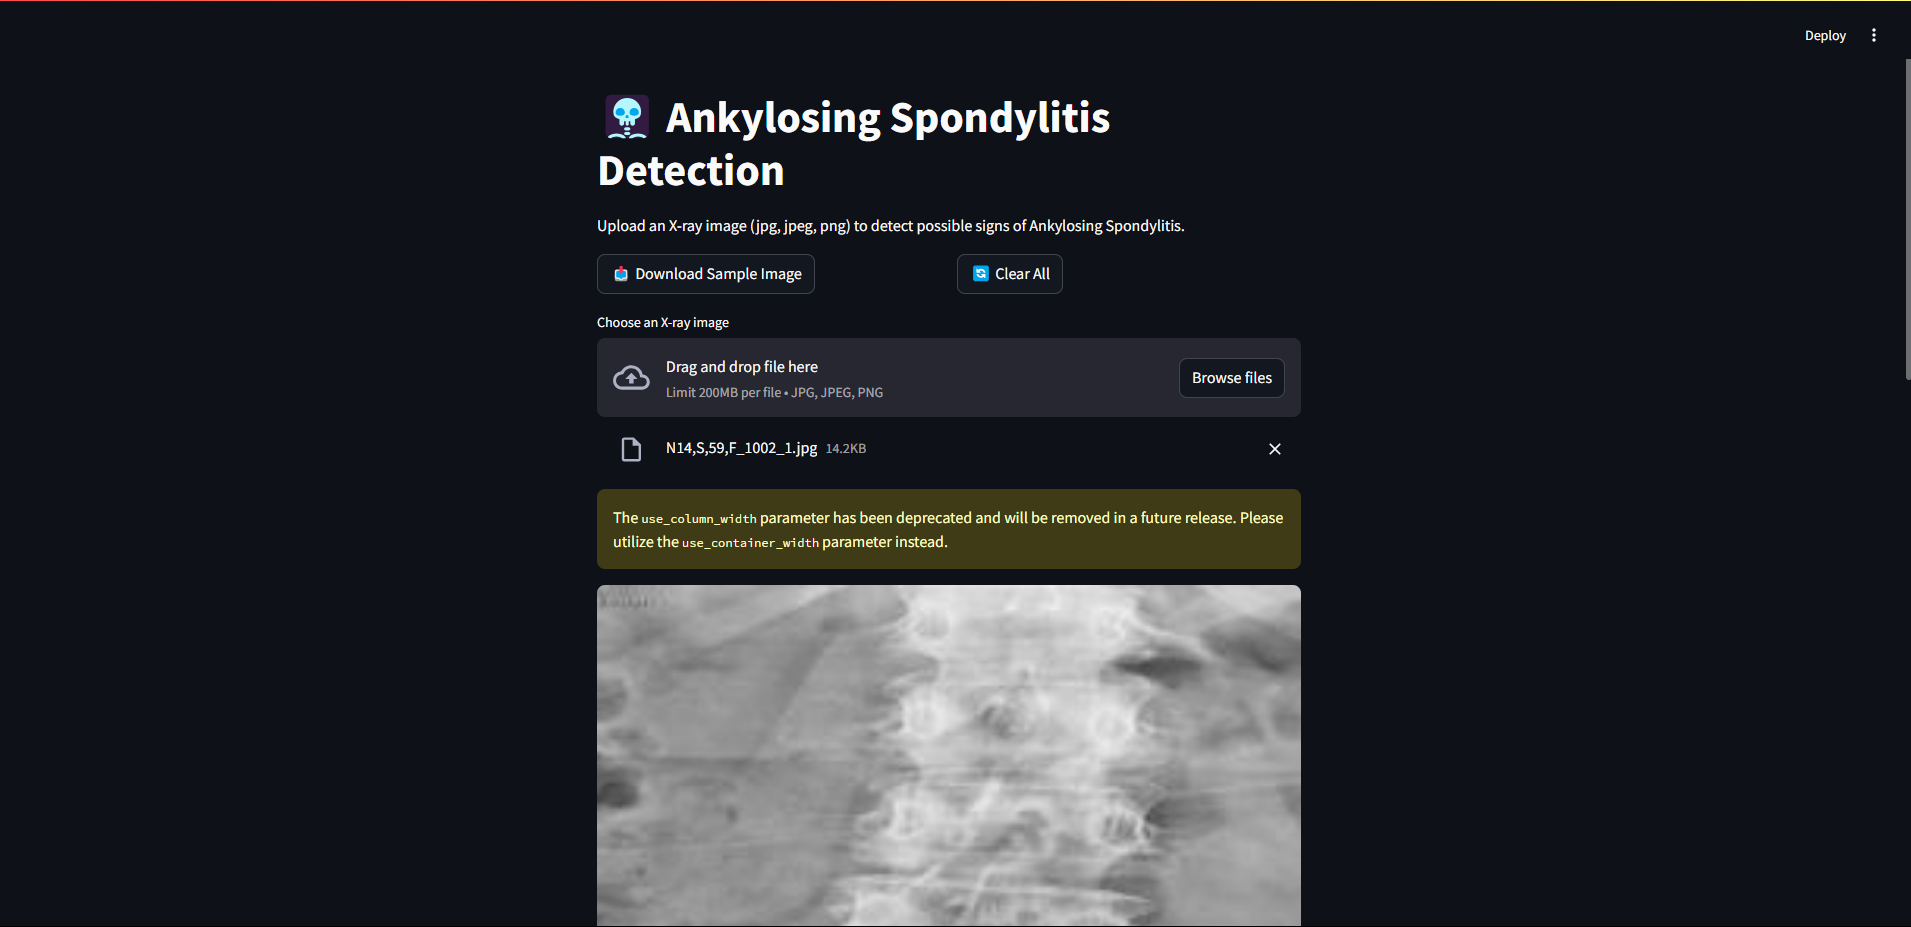 Deploy
Ankylosing Spondylitis
Detection
Upload an X-ray image (jpg, jpeg, png) to detect possible signs of Ankylosing Spondylitis.
Download Sample Image
Clear All
Choose an X-ray image
Drag and drop file here
Limit 200MB per file • JPG, JPEG, PNG
Browse files
N14,S,59,F_1002_1.jpg 14.2KB
The use_column_width parameter has been deprecated and will be removed in a future release. Please
utilize the use_container_width parameter instead.